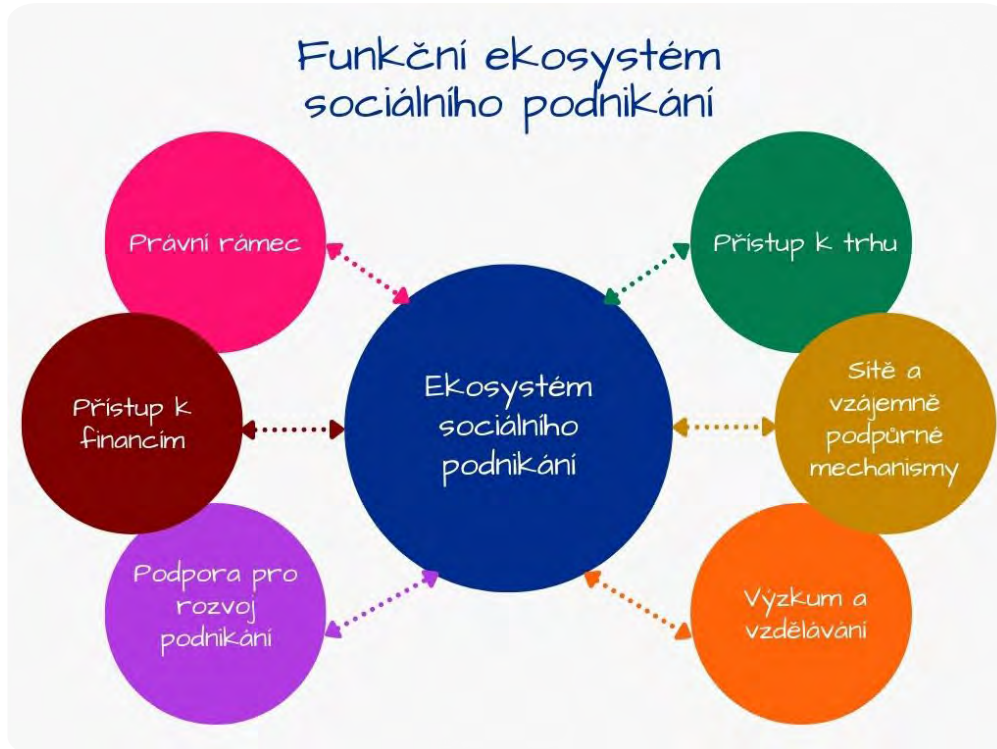 Funkční ekosystém
sociálního podnikání
Právní rámec
Přístup k trhu
Přístup k
financím
Ekosystém
sociálního
podnikání
Sítě a
vzájemně
podpůrné
mechanismy
Podpora pro
rozvoj
podnikání
Výzkum a
vzdělávání